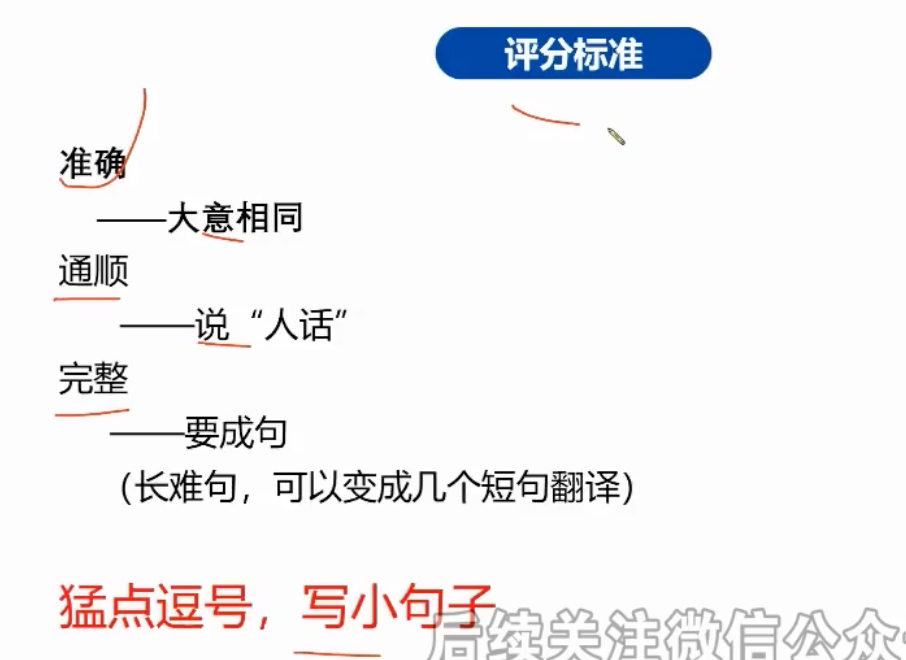 评分标准
准确
——大意相同
通顺
——说“人话”
完整
——要成句
（长难句，可以变成几个短句翻译）
猛点逗号，写小句子
后续关注微信公众